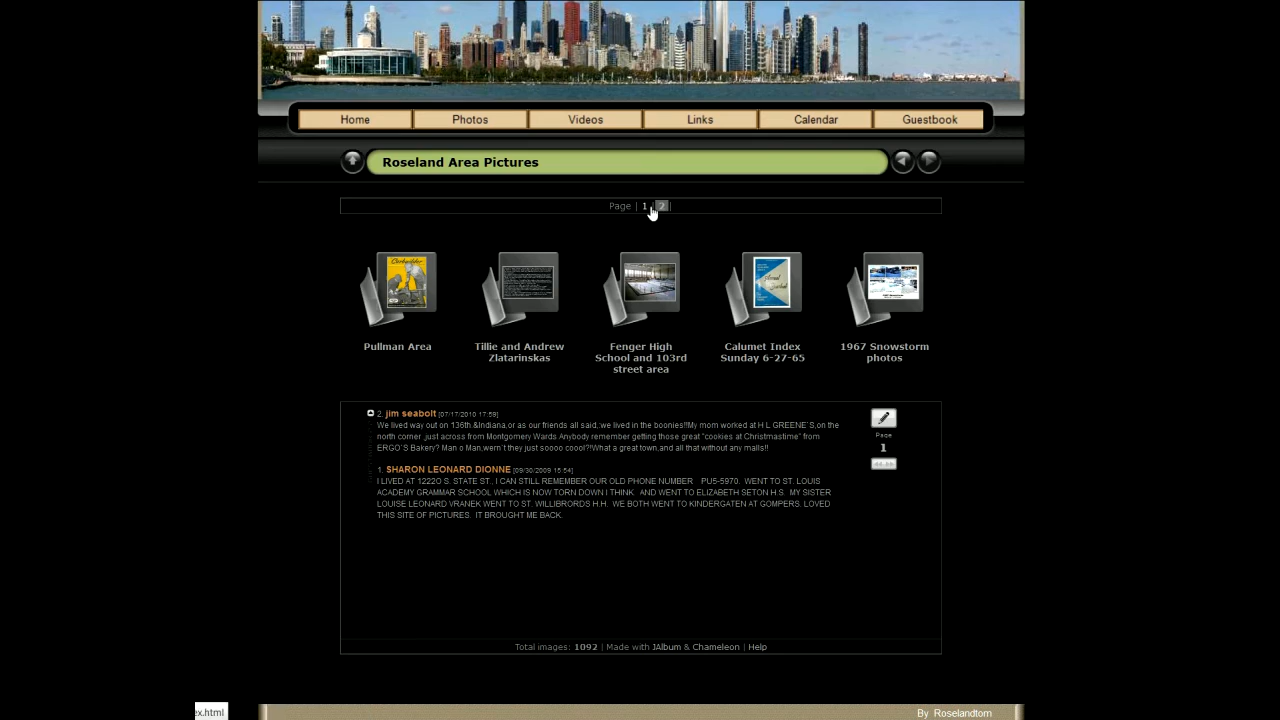 Home Photos Videos Links Calendar Guestbook
Roseland Area Pictures
Page | 1 2 |
Pullman Area
Tillie and Andrew
Zlatarinskas
Fenger High
School and 103rd
street area
Calumet Index
Sunday 6-27-65
1967 Snowstorm
photos
2. jim seabolt [07/17/2010 17:59]
We lived way out on 136th.&Indiana,or as our friends all said,:we lived in the boonies!!My mom worked at H L GREENE'S,on the
north corner just across from Montgomery Wards Anybody remember getting those great "cookies at Christmastime" from
ERGO'S Bakery? Man o Man,wern't they just soooo coool?!What a great town,and all that without any malls!!
1. SHARON LEONARD DIONNE [09/30/2009 15:54]
I LIVED AT 12220 S. STATE ST., I CAN STILL REMEMBER OUR OLD PHONE NUMBER PU5-5970. WENT TO ST. LOUIS
ACADEMY GRAMMAR SCHOOL WHICH IS NOW TORN DOWN I THINK. AND WENT TO ELIZABETH SETON H.S. MY SISTER
LOUISE LEONARD VRANEK WENT TO ST. WILLIBRORDS H.H. WE BOTH WENT TO KINDERGATEN AT GOMPERS. LOVED
THIS SITE OF PICTURES. IT BROUGHT ME BACK.
Page
1
Total images: 1092 | Made with JAlbum & Chameleon | Help
ex.html
By Roselandtom